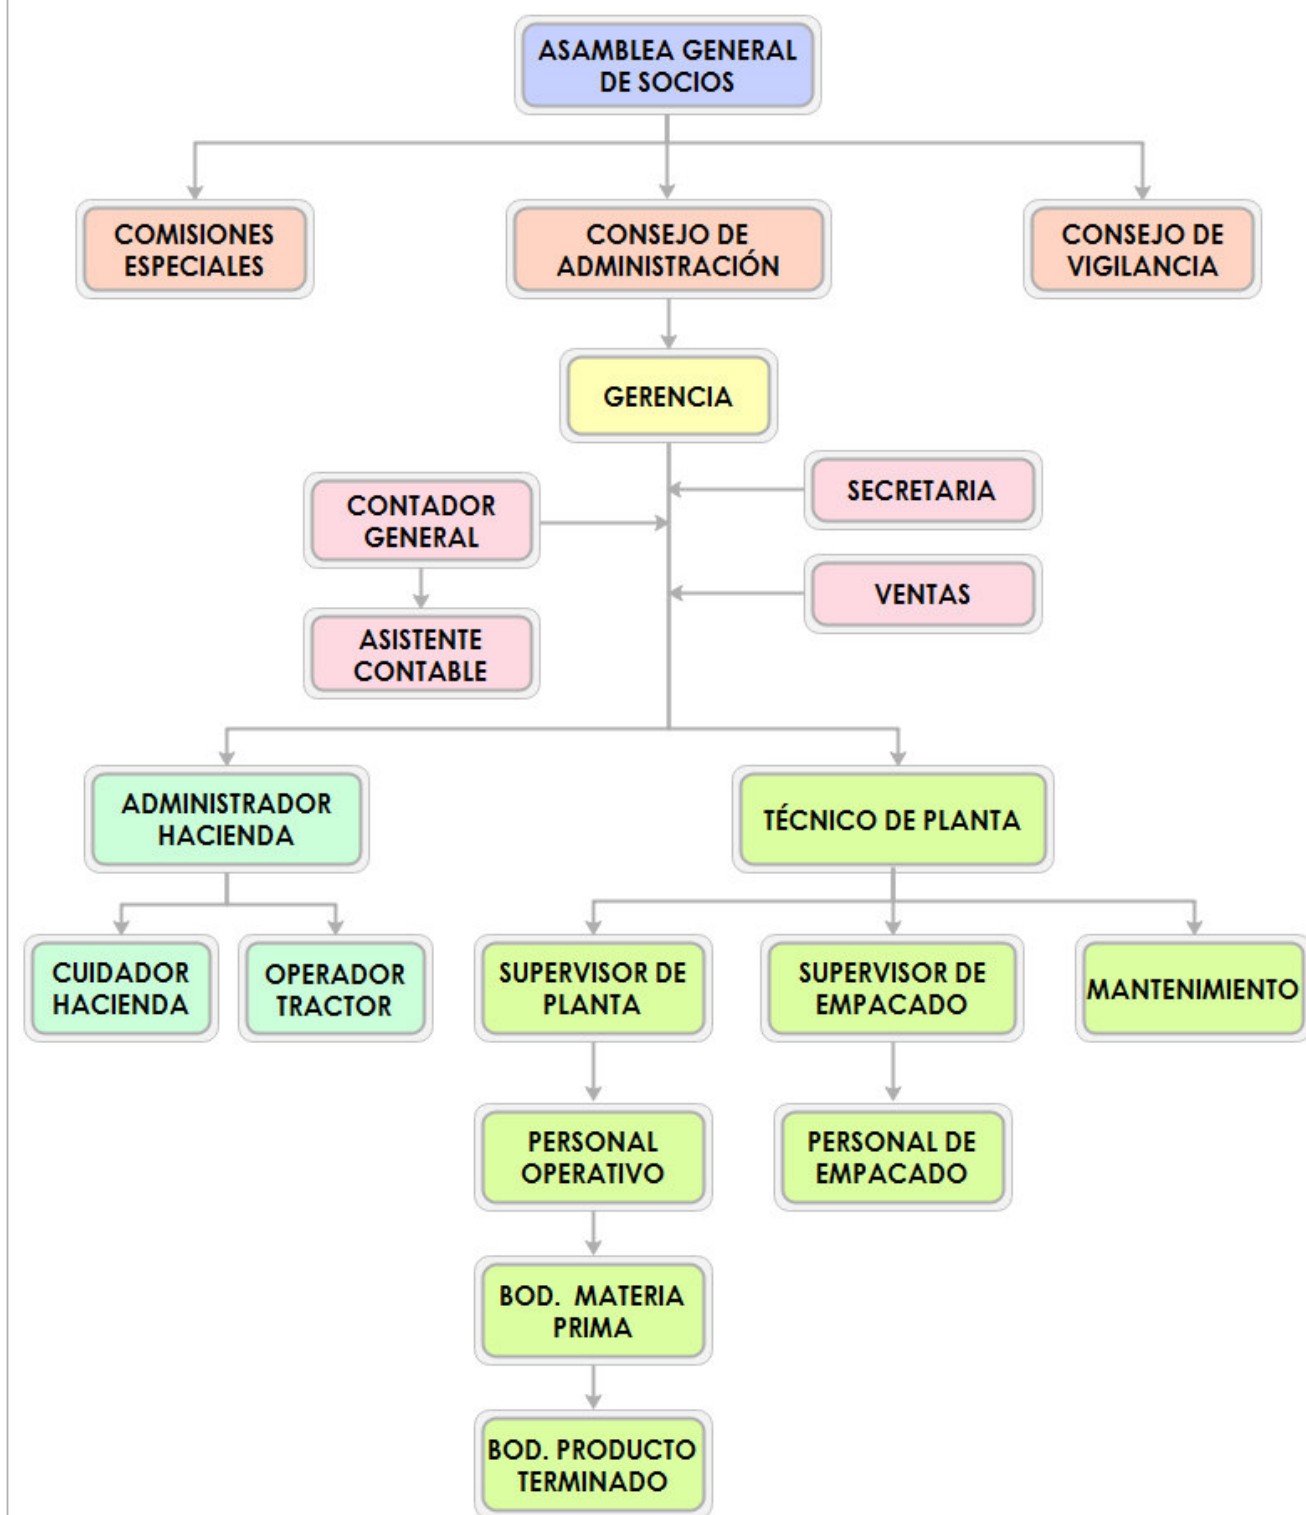 ASAMBLEA GENERAL
DE SOCIOS
COMISIONES
ESPECIALES
CONSEJO DE
ADMINISTRACIÓN
CONSEJO DE
VIGILANCIA
GERENCIA
CONTADOR
GENERAL
SECRETARIA
VENTAS
ASISTENTE
CONTABLE
ADMINISTRADOR
HACIENDA
TÉCNICO DE PLANTA
CUIDADOR
HACIENDA
OPERADOR
TRACTOR
SUPERVISOR DE
PLANTA
SUPERVISOR DE
EMPACADO
MANTENIMIENTO
PERSONAL
OPERATIVO
PERSONAL DE
EMPACADO
BOD.  MATERIA
PRIMA
BOD. PRODUCTO
TERMINADO